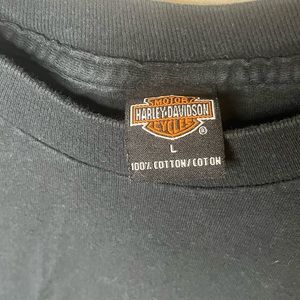 MOTOR
HARLEY-DAVIDSON
CYCLES
®
L
100% COTTON/COTON